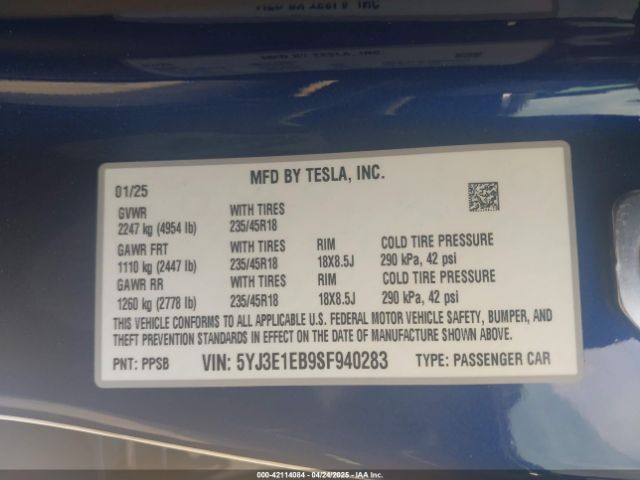 MFD BY TESLA, INC.
01/25
GVWR WITH TIRES
2247 kg (4954 lb) 235/45R18
GAWR FRT WITH TIRES RIM COLD TIRE PRESSURE
1110 kg (2447 lb) 235/45R18 18X8.5J 290 kPa, 42 psi
GAWR RR WITH TIRES RIM COLD TIRE PRESSURE
1260 kg (2778 lb) 235/45R18 18X8.5J 290 kPa, 42 psi
THIS VEHICLE CONFORMS TO ALL APPLICABLE U.S. FEDERAL MOTOR VEHICLE SAFETY, BUMPER, AND
THEFT PREVENTION STANDARDS IN EFFECT ON THE DATE OF MANUFACTURE SHOWN ABOVE.
PNT: PPSB VIN: 5YJ3E1EB9SF940283 TYPE: PASSENGER CAR
000-42114084 - 04/24/2025 - IAAI.COM